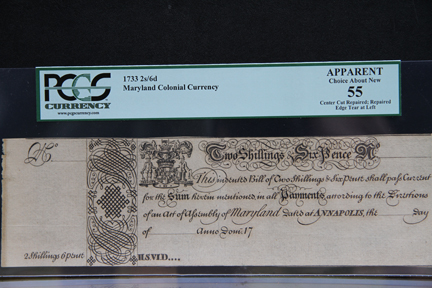 PCGS
CURRENCY
www.pcgscurrency.com
1733 2s/6d
Maryland Colonial Currency
APPARENT
Choice About New
55
Center Cut Repaired; Repaired
Edge Tear at Left
Two Shillings & Six Pence N
This indented Bill of Two Shillings & Six Pence shall pass Current
for the Sum herein mentioned in all Payments according to the Directions
of an Act of Assembly of Maryland Dated at ANNAPOLIS, the Day
of Anno Dom. 17
2 Shillings 6 pence